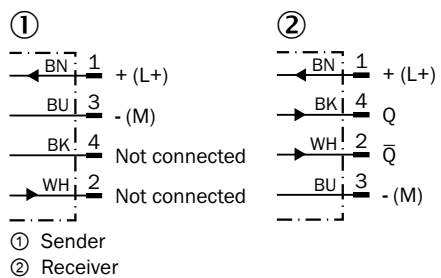 ①
BN 1 + (L+)
BU 3 - (M)
BK 4 Not connected
WH 2 Not connected
②
BN 1 + (L+)
BK 4 Q
WH 2 Q̅
BU 3 - (M)
① Sender
② Receiver